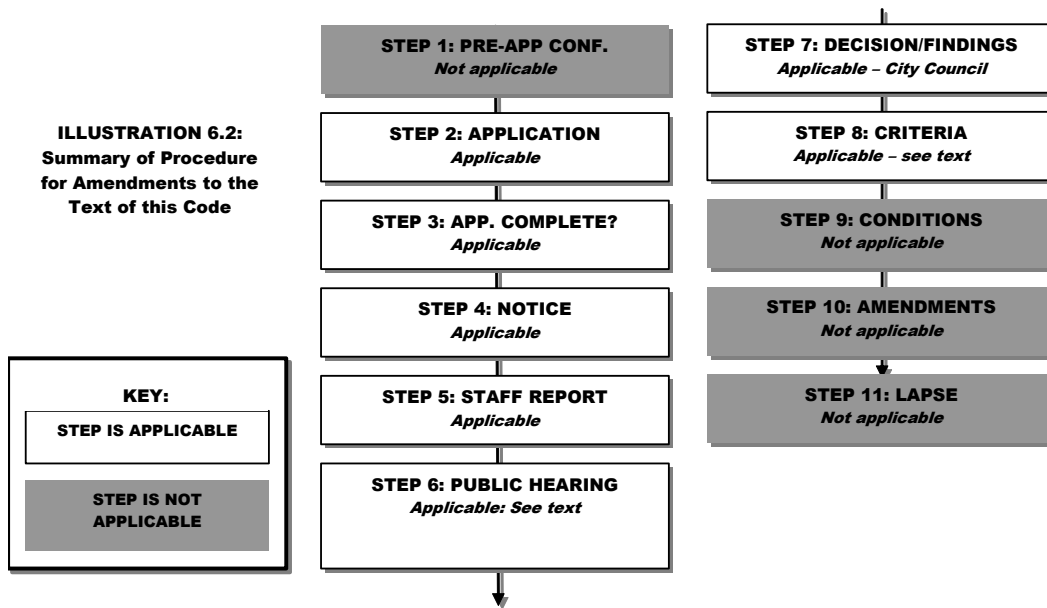 ILLUSTRATION 6.2:
Summary of Procedure
for Amendments to the
Text of this Code
KEY:
STEP IS APPLICABLE
STEP IS NOT
APPLICABLE
STEP 1: PRE-APP CONF.
Not applicable
STEP 2: APPLICATION
Applicable
STEP 3: APP. COMPLETE?
Applicable
STEP 4: NOTICE
Applicable
STEP 5: STAFF REPORT
Applicable
STEP 6: PUBLIC HEARING
Applicable: See text
STEP 7: DECISION/FINDINGS
Applicable – City Council
STEP 8: CRITERIA
Applicable – see text
STEP 9: CONDITIONS
Not applicable
STEP 10: AMENDMENTS
Not applicable
STEP 11: LAPSE
Not applicable